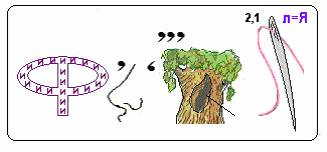 2,1 л=Я
,,,
Ф , ‘